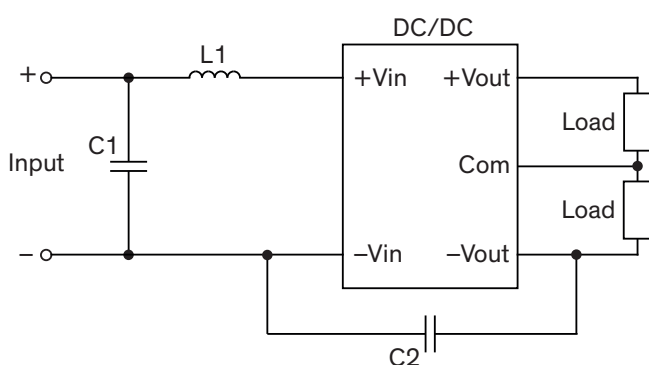 DC/DC
L1
+
+Vin
+Vout
C1
Input
Load
Com
Load
−
−Vin
−Vout
C2